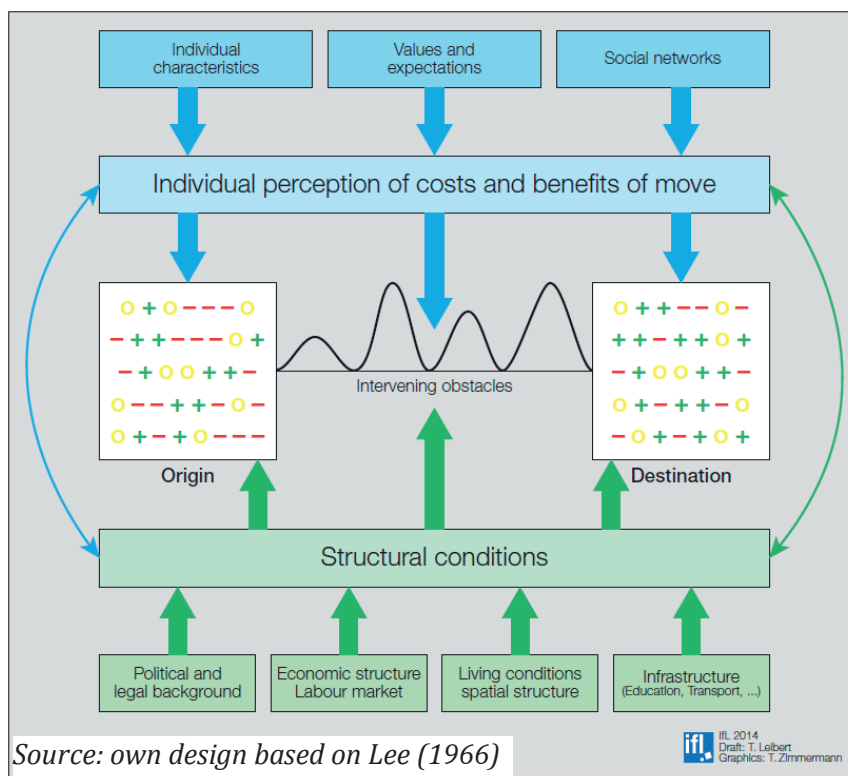 Individual
characteristics
Values and
expectations
Social networks
Individual perception of costs and benefits of move
O + O - - - O
- + + - - - O +
- + O O + + -
O - - + + - O -
O + - + O - - -
O + + - - O -
+ + - + + O +
- + O O + + -
O + - + + - O
- O + - + O +
Intervening obstacles
Origin
Destination
Structural conditions
Political and
legal background
Economic structure
Labour market
Living conditions
spatial structure
Infrastructure
(Education, Transport, ...)
Source: own design based on Lee (1966)
ifl
IfL 2014
Draft: T. Leibert
Graphics: T. Zimmermann